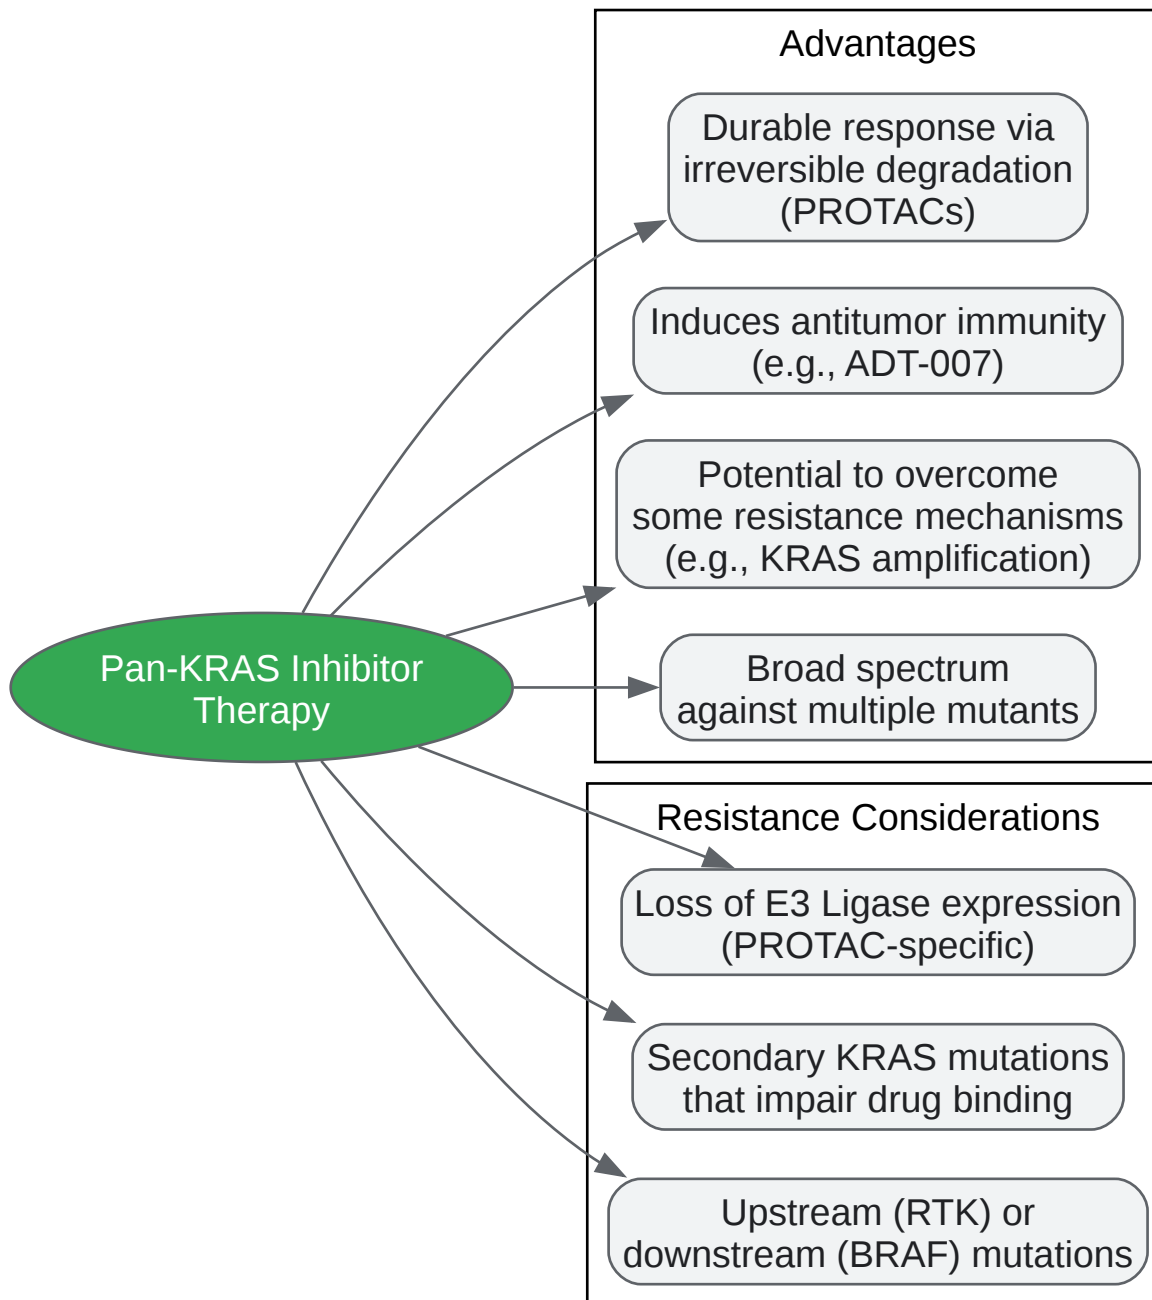 Advantages
Durable response via
irreversible degradation
(PROTACs)
Induces antitumor immunity
(e.g., ADT-007)
Potential to overcome
some resistance mechanisms
(e.g., KRAS amplification)
Broad spectrum
against multiple mutants
Pan-KRAS Inhibitor
Therapy
Resistance Considerations
Loss of E3 Ligase expression
(PROTAC-specific)
Secondary KRAS mutations
that impair drug binding
Upstream (RTK) or
downstream (BRAF) mutations